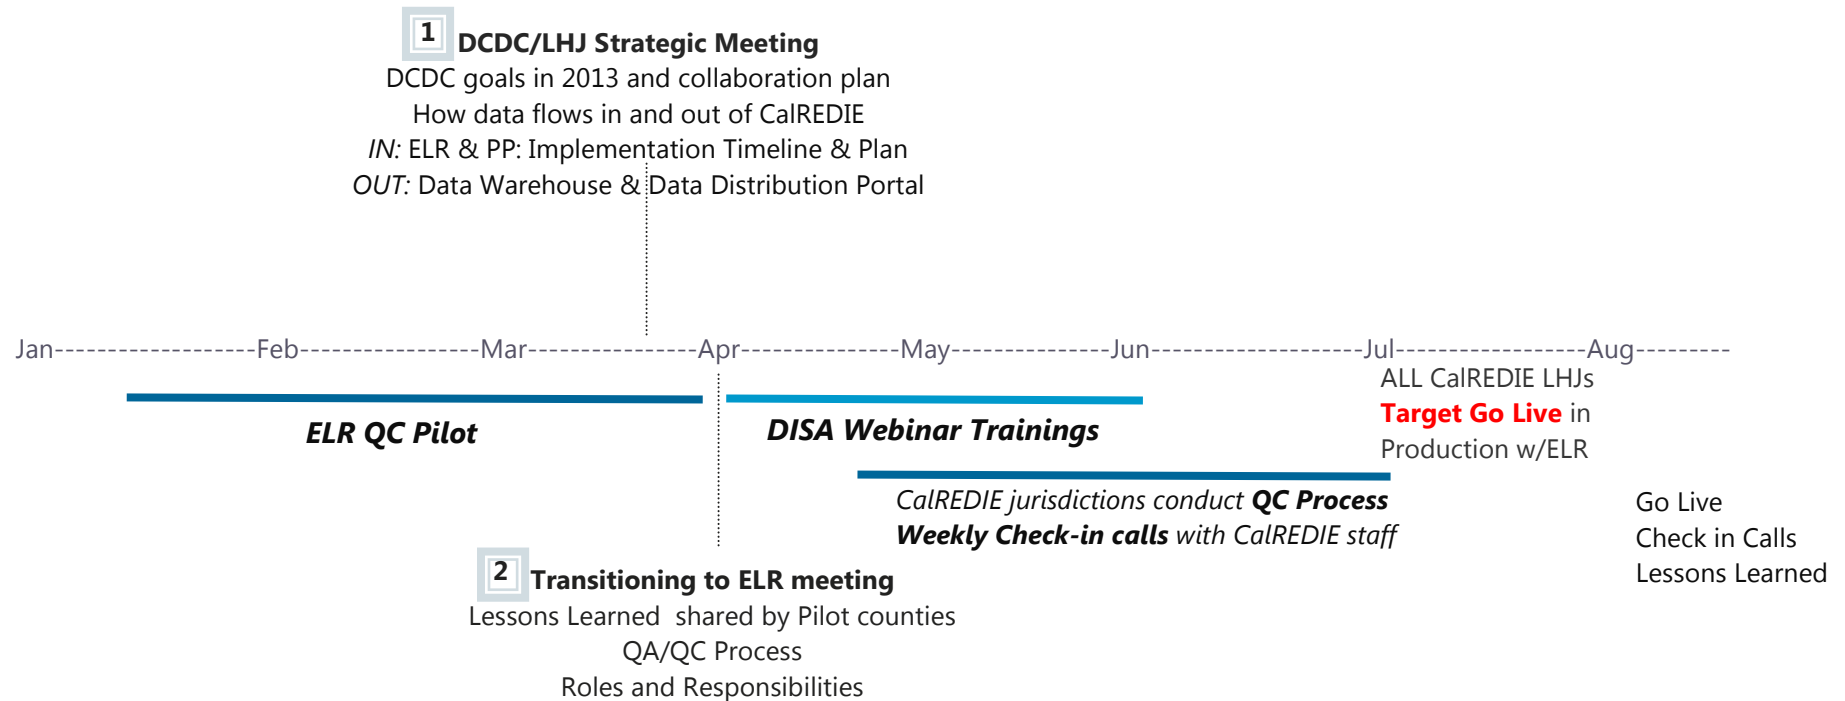 1 DCDC/LHJ Strategic Meeting
DCDC goals in 2013 and collaboration plan
How data flows in and out of CalREDIE
IN: ELR & PP: Implementation Timeline & Plan
OUT: Data Warehouse & Data Distribution Portal
Jan-------------------Feb-----------------Mar----------------Apr---------------May---------------Jun--------------------Jul------------------Aug---------
ELR QC Pilot
DISA Webinar Trainings
ALL CalREDIE LHJs
Target Go Live in
Production w/ELR
CalREDIE jurisdictions conduct QC Process
Weekly Check-in calls with CalREDIE staff
Go Live
Check in Calls
Lessons Learned
2 Transitioning to ELR meeting
Lessons Learned  shared by Pilot counties
QA/QC Process
Roles and Responsibilities